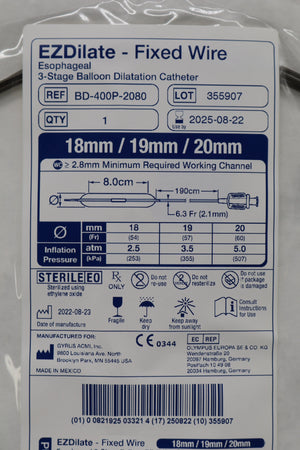 EZDilate - Fixed Wire
Esophageal
3-Stage Balloon Dilatation Catheter
REF BD-400P-2080 LOT 355907
QTY 1 Use by 2025-08-22
18mm / 19mm / 20mm
WC ≥ 2.8mm Minimum Required Working Channel
8.0cm 190cm
6.3 Fr (2.1mm)
Ø mm (Fr) 18 (54) 19 (57) 20 (60)
Inflation Pressure atm (kPa) 2.5 (253) 3.5 (355) 5.0 (507)
STERILE EO
Sterilized using ethylene oxide
Rx ONLY
Do not re-use
Do not resterilize
Do not use if package is damaged
2022-08-23
Fragile
Keep dry
Keep away from sunlight
Consult Instructions for Use
MANUFACTURED FOR:
GYRUS ACMI, Inc.
9600 Louisiana Ave. North
Brooklyn Park, MN 55445 USA
MADE IN MEXICO
CE 0344
EC REP
OLYMPUS EUROPA SE & CO. KG
Wendenstraße 20
20097 Hamburg, Germany
Postfach 10 49 08
20034 Hamburg, Germany
(01) 0 0821925 03321 4 (17) 250822 (10) 355907
EZDilate - Fixed Wire 18mm / 19mm / 20mm